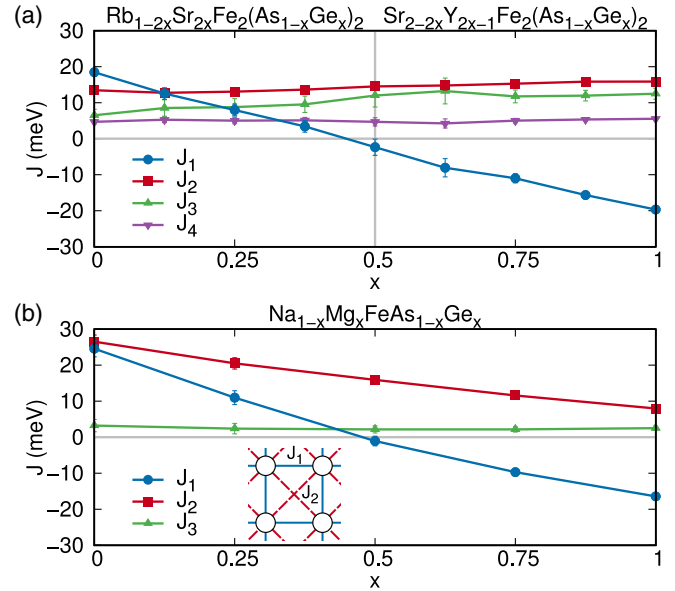 (a) Rb1-2xSr2xFe2(As1-xGex)2 Sr2-2xY2x-1Fe2(As1-xGex)2
30
20
10
0
-10
-20
-30
J (meV)
J1
J2
J3
J4
0 0.25 0.5 0.75 1
x
(b) Na1-xMgxFeAs1-xGex
30
20
10
0
-10
-20
-30
J (meV)
J1
J2
J3
J1
J2
0 0.25 0.5 0.75 1
x